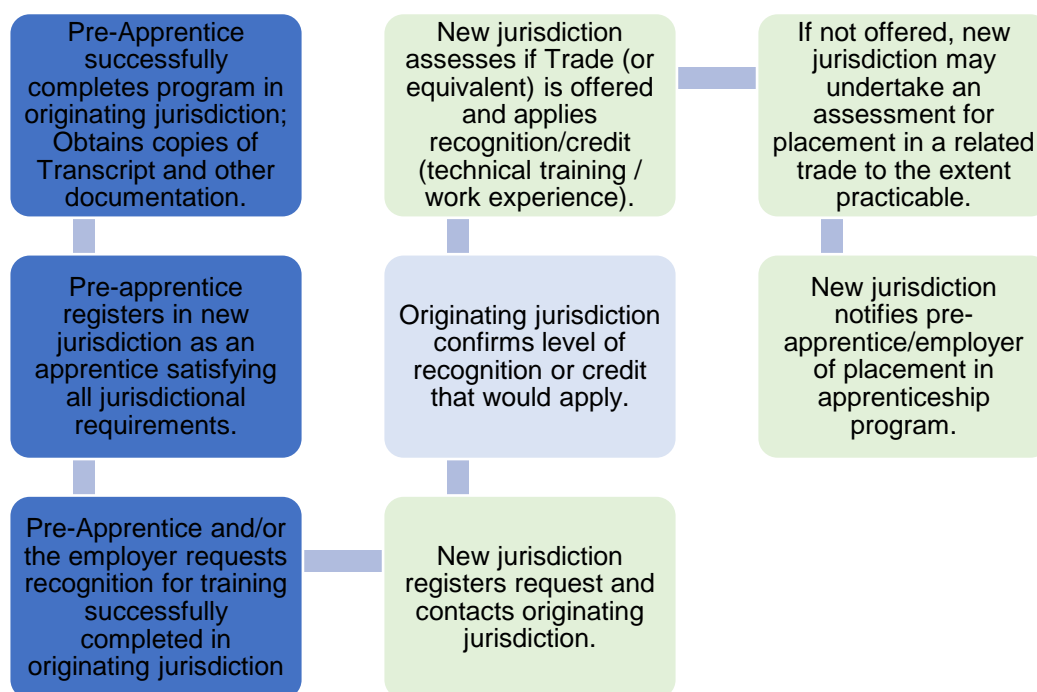 Pre-Apprentice
successfully
completes program in
originating jurisdiction;
Obtains copies of
Transcript and other
documentation.
Pre-apprentice
registers in new
jurisdiction as an
apprentice satisfying
all jurisdictional
requirements.
Pre-Apprentice and/or
the employer requests
recognition for training
successfully
completed in
originating jurisdiction
New jurisdiction
registers request and
contacts originating
jurisdiction.
Originating jurisdiction
confirms level of
recognition or credit
that would apply.
New jurisdiction
assesses if Trade (or
equivalent) is offered
and applies
recognition/credit
(technical training /
work experience).
If not offered, new
jurisdiction may
undertake an
assessment for
placement in a related
trade to the extent
practicable.
New jurisdiction
notifies pre-
apprentice/employer
of placement in
apprenticeship
program.